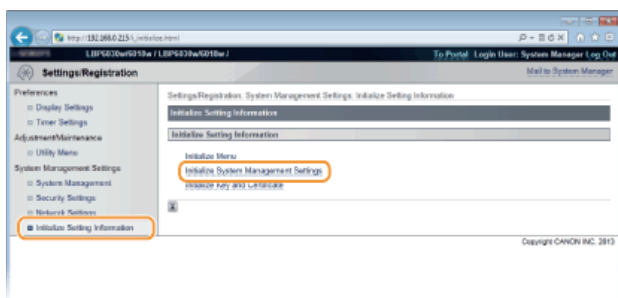 http://192.168.0.215/i_initialize.html
LBP6030w/6018w / LBP6030w/6018w /
To Portal Login User: System Manager Log Out
Settings/Registration
Mail to System Manager
Preferences
Display Settings
Timer Settings
Adjustment/Maintenance
Utility Menu
System Management Settings
System Management
Security Settings
Network Settings
Initialize Setting Information
Settings/Registration: System Management Settings: Initialize Setting Information
Initialize Setting Information
Initialize Setting Information
Initialize Menu
Initialize System Management Settings
Initialize Key and Certificate
Copyright CANON INC. 2013